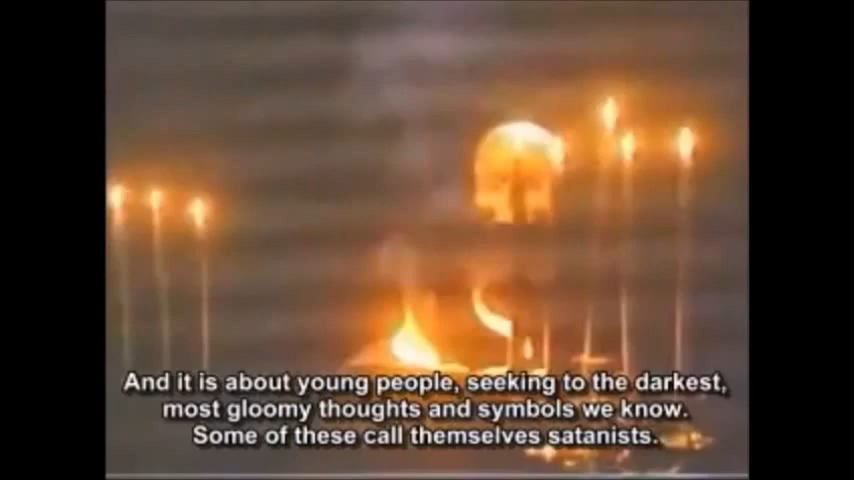 And it is about young people, seeking to the darkest,
most gloomy thoughts and symbols we know.
Some of these call themselves satanists.